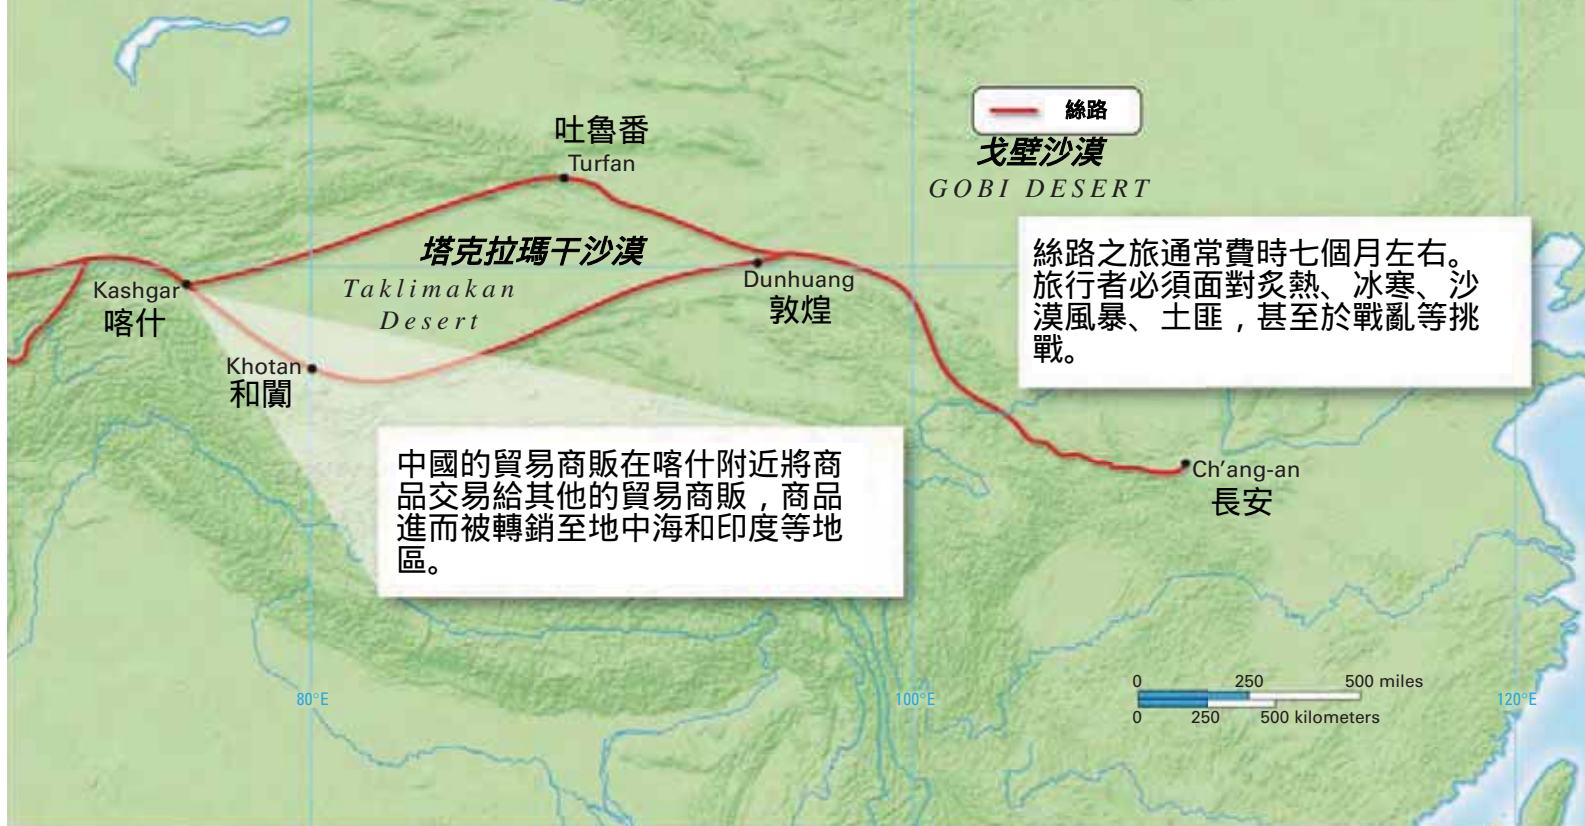 絲路
吐魯番
Turfan
戈壁沙漠
GOBI DESERT
塔克拉瑪干沙漠
Taklimakan
Desert
Kashgar
喀什
Dunhuang
敦煌
絲路之旅通常費時七個月左右。
旅行者必須面對炙熱、冰寒、沙
漠風暴、土匪，甚至於戰亂等挑
戰。
Khotan
和闐
中國的貿易商販在喀什附近將商
品交易給其他的貿易商販，商品
進而被轉銷至地中海和印度等地
區。
Ch’ang-an
長安
80°E
100°E
120°E
0 250 500 miles
0 250 500 kilometers